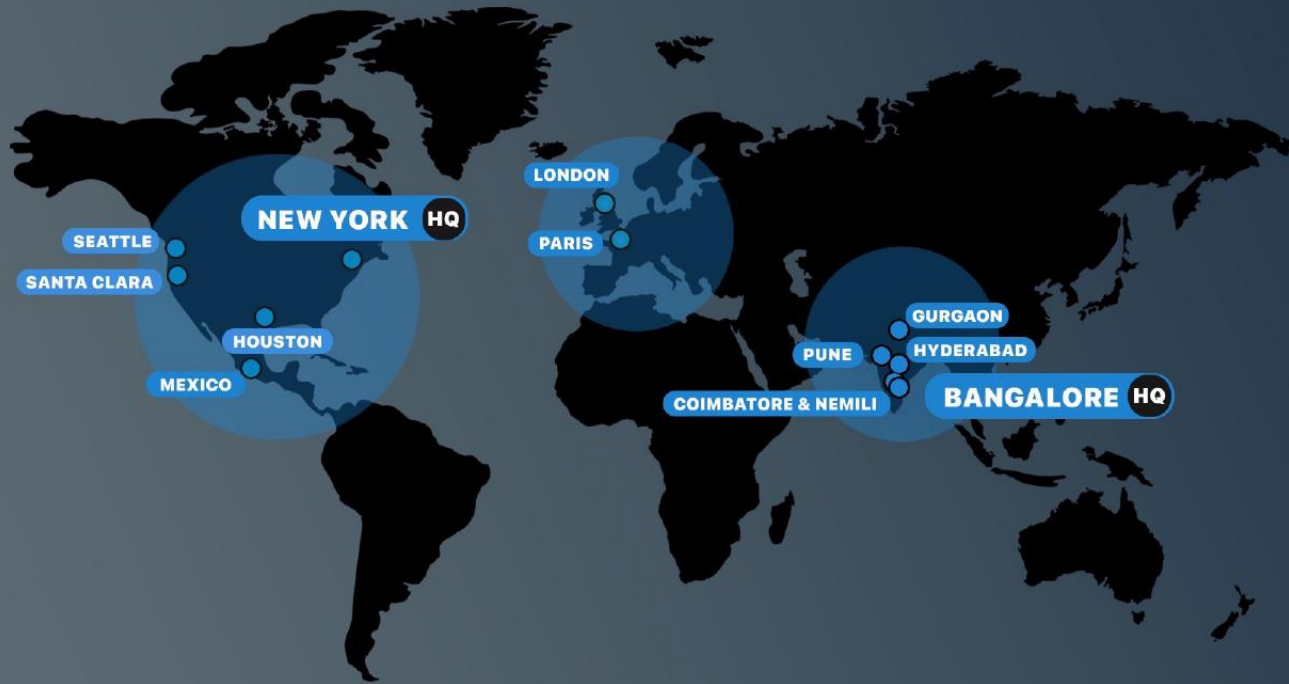 LONDON
NEW YORK HQ
SEATTLE
PARIS
SANTA CLARA
GURGAON
HOUSTON
HYDERABAD
PUNE
MEXICO
BANGALORE HQ
COIMBATORE & NEMILI